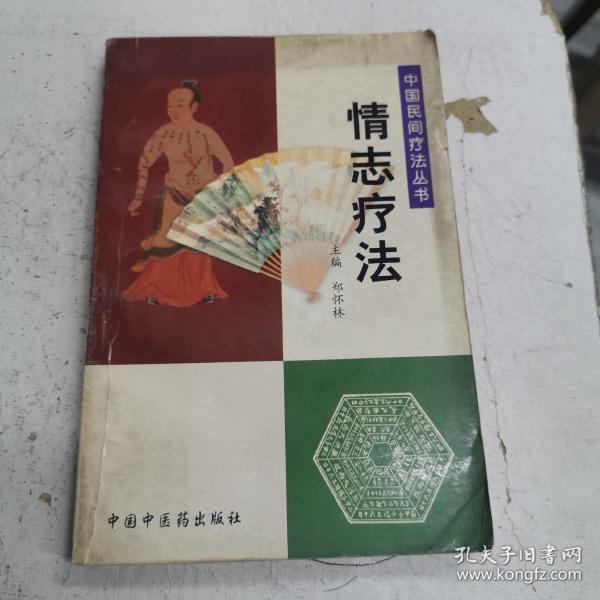 中国民间疗法丛书
情志疗法
主编 郑怀林
中国中医药出版社
孔夫子旧书网
www.kongfz.com